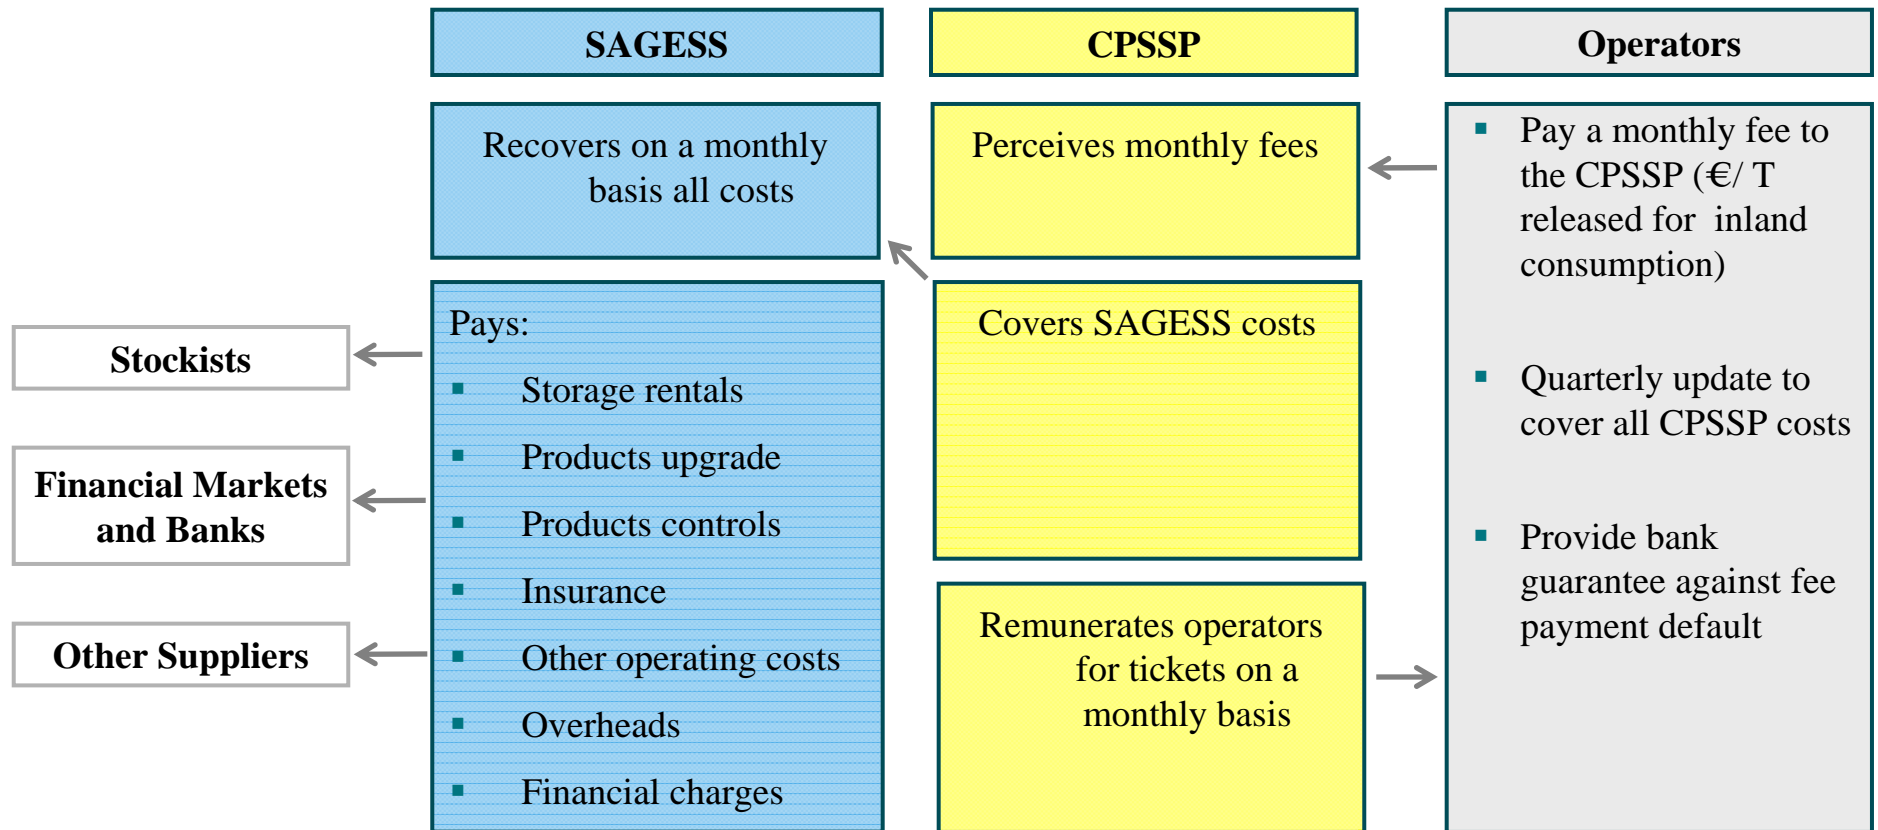 SAGESS
CPSSP
Operators
Recovers on a monthly
basis all costs
Perceives monthly fees
▪ Pay a monthly fee to
the CPSSP (€/ T
released for inland
consumption)
▪ Quarterly update to
cover all CPSSP costs
▪ Provide bank
guarantee against fee
payment default
Stockists
Financial Markets
and Banks
Other Suppliers
Pays:
▪ Storage rentals
▪ Products upgrade
▪ Products controls
▪ Insurance
▪ Other operating costs
▪ Overheads
▪ Financial charges
Covers SAGESS costs
Remunerates operators
for tickets on a
monthly basis